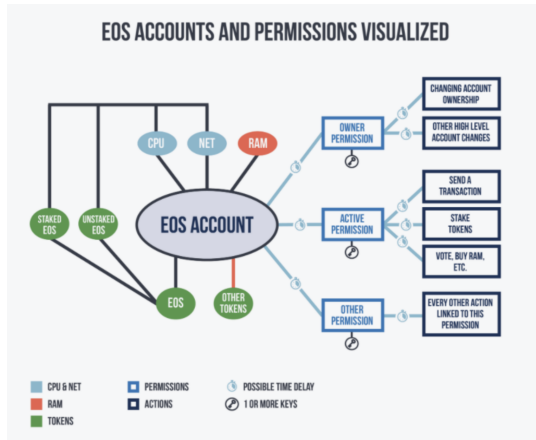 EOS ACCOUNTS AND PERMISSIONS VISUALIZED
CPU
NET
RAM
STAKED
EOS
UNSTAKED
EOS
EOS ACCOUNT
EOS
OTHER
TOKENS
OWNER
PERMISSION
CHANGING ACCOUNT
OWNERSHIP
OTHER HIGH LEVEL
ACCOUNT CHANGES
ACTIVE
PERMISSION
SEND A
TRANSACTION
STAKE
TOKENS
VOTE, BUY RAM,
ETC.
OTHER
PERMISSION
EVERY OTHER ACTION
LINKED TO THIS
PERMISSION
CPU & NET
RAM
TOKENS
PERMISSIONS
ACTIONS
POSSIBLE TIME DELAY
1 OR MORE KEYS